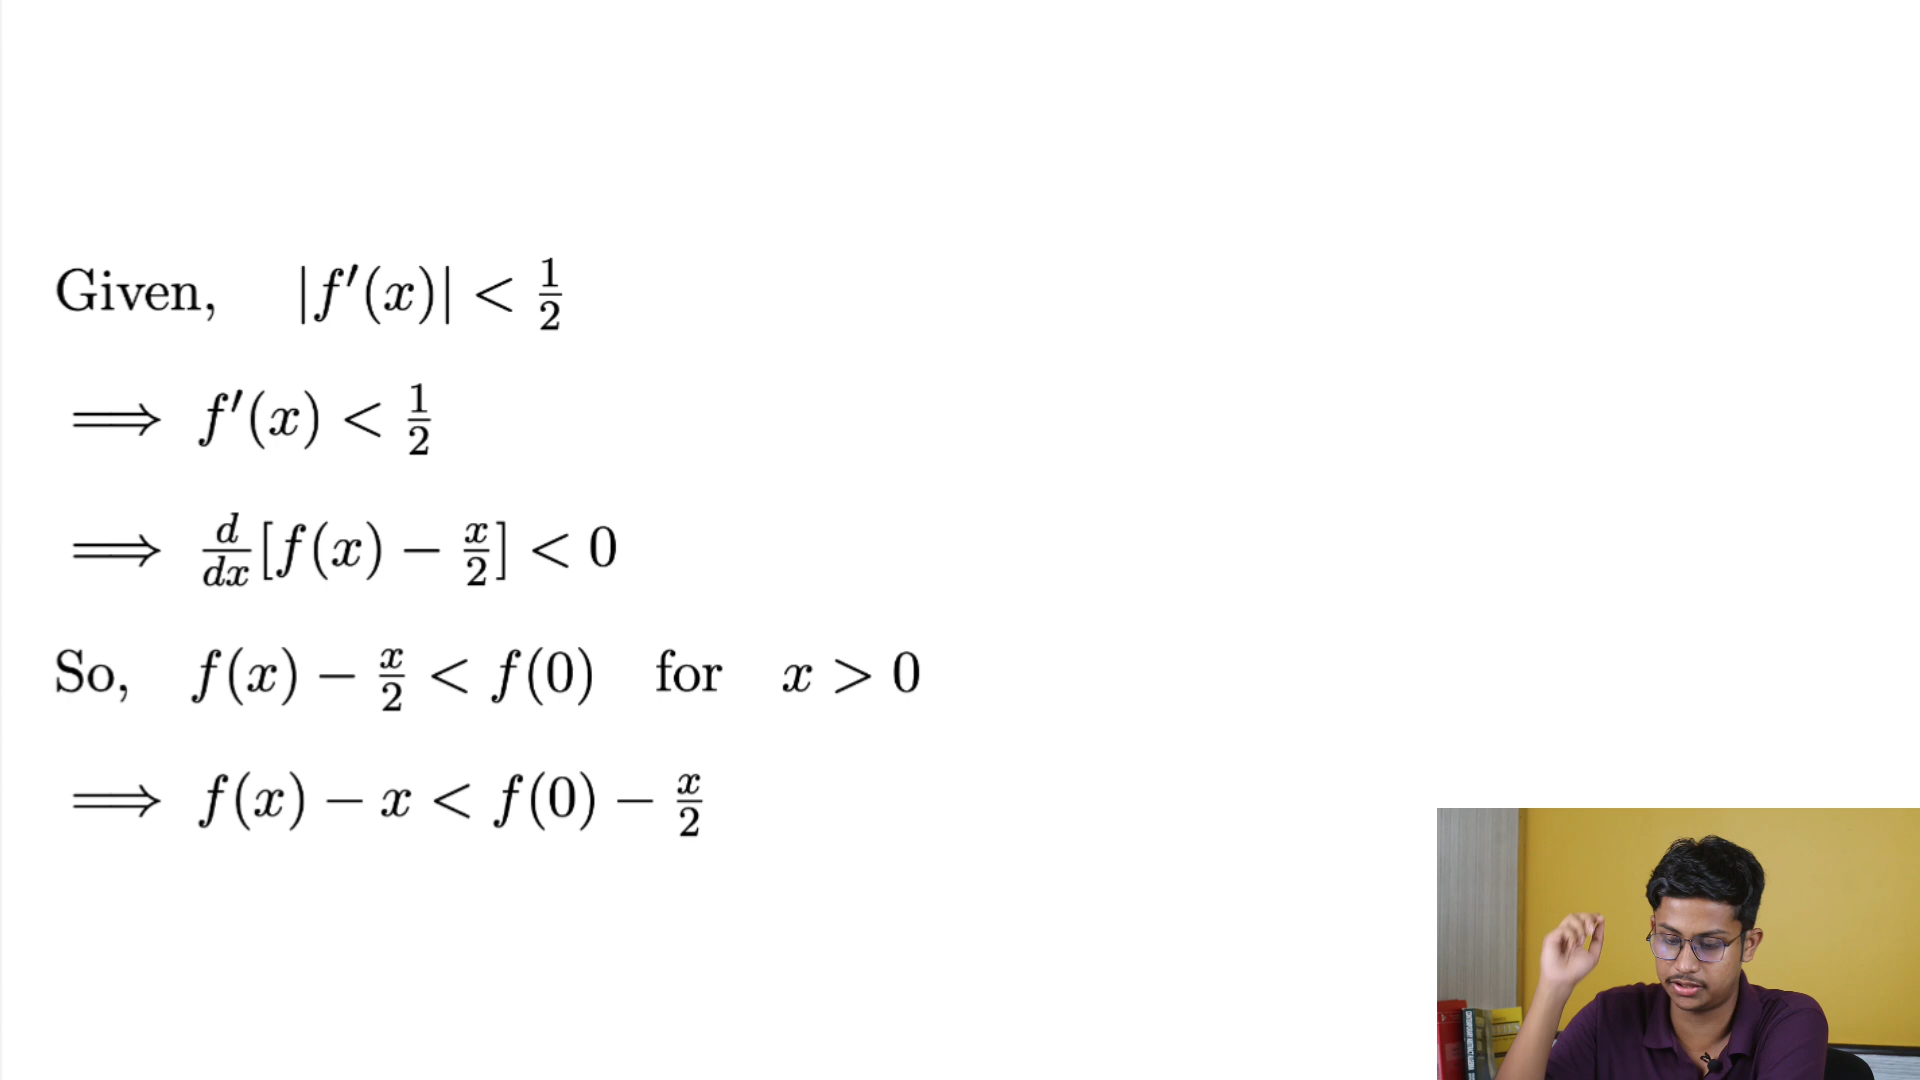 Given, |f′(x)| < 1/2
⟹ f′(x) < 1/2
⟹ d/dx[f(x) − x/2] < 0
So, f(x) − x/2 < f(0) for x > 0
⟹ f(x) − x < f(0) − x/2